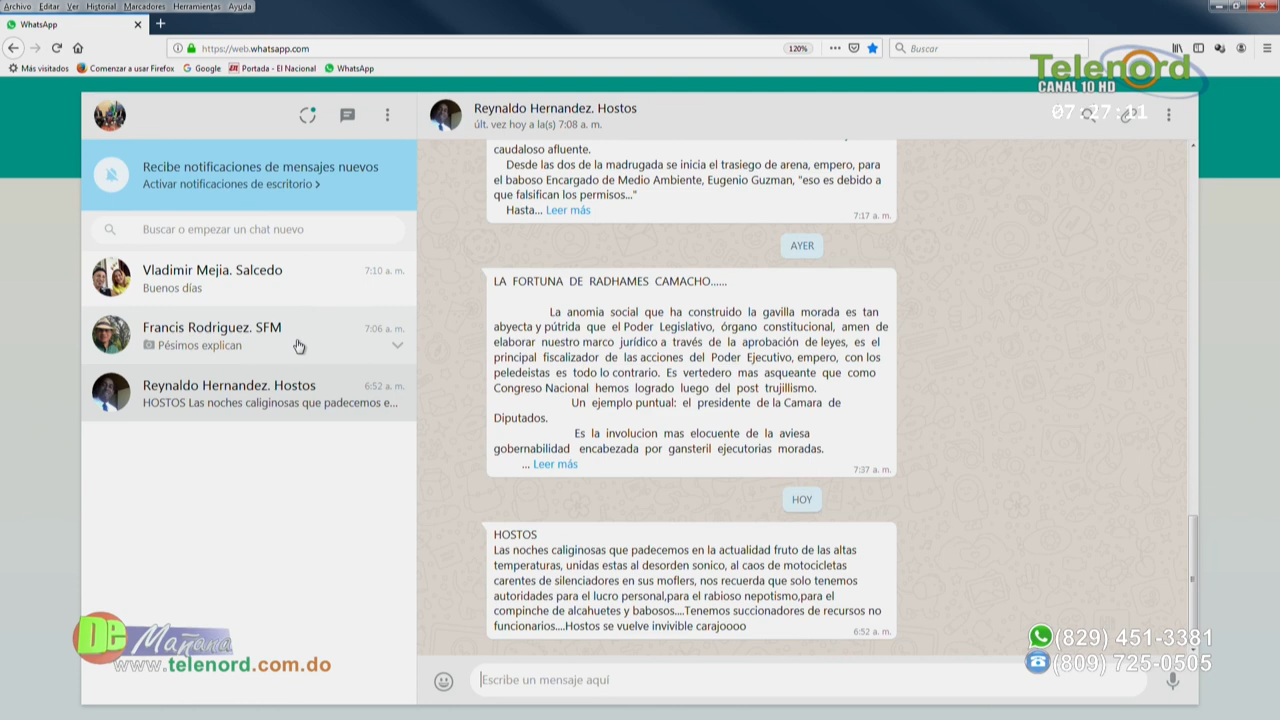 Archivo Editar Ver Historial Marcadores Herramientas Ayuda
WhatsApp
https://web.whatsapp.com
120%
Buscar
Más visitados Comenzar a usar Firefox Google Portada - El Nacional WhatsApp
Telenord
CANAL 10 HD
07:27:11
Reynaldo Hernandez. Hostos
últ. vez hoy a la(s) 7:08 a. m.
Recibe notificaciones de mensajes nuevos
Activar notificaciones de escritorio >
Buscar o empezar un chat nuevo
Vladimir Mejia. Salcedo 7:10 a. m.
Buenos días
Francis Rodriguez. SFM 7:06 a. m.
Pésimos explican
Reynaldo Hernandez. Hostos 6:52 a. m.
HOSTOS Las noches caliginosas que padecemos e...
caudaloso afluente.
Desde las dos de la madrugada se inicia el trasiego de arena, empero, para
el baboso Encargado de Medio Ambiente, Eugenio Guzman, "eso es debido a
que falsifican los permisos..."
Hasta... Leer más
7:17 a. m.
AYER
LA FORTUNA DE RADHAMES CAMACHO......
La anomia social que ha construido la gavilla morada es tan
abyecta y pútrida que el Poder Legislativo, órgano constitucional, amen de
elaborar nuestro marco jurídico a través de la aprobación de leyes, es el
principal fiscalizador de las acciones del Poder Ejecutivo, empero, con los
peledeistas es todo lo contrario. Es vertedero mas asqueante que como
Congreso Nacional hemos logrado luego del post trujillismo.
Un ejemplo puntual: el presidente de la Camara de
Diputados.
Es la involucion mas elocuente de la aviesa
gobernabilidad encabezada por gansteril ejecutorias moradas.
... Leer más
7:37 a. m.
HOY
HOSTOS
Las noches caliginosas que padecemos en la actualidad fruto de las altas
temperaturas, unidas estas al desorden sonico, al caos de motocicletas
carentes de silenciadores en sus moflers, nos recuerda que solo tenemos
autoridades para el lucro personal,para el rabioso nepotismo,para el
compinche de alcahuetes y babosos....Tenemos succionadores de recursos no
funcionarios....Hostos se vuelve invivible carajoooo
6:52 a. m.
Escribe un mensaje aquí
De Mañana
www.telenord.com.do
(829) 451-3381
(809) 725-0505